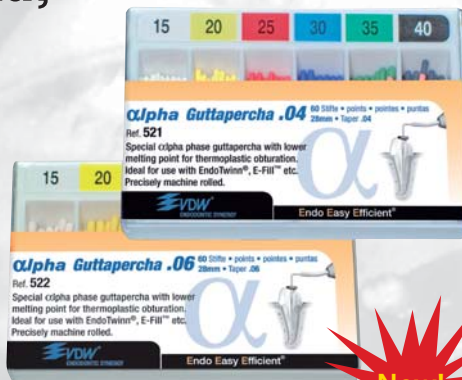 15 20 25 30 35 40
αlpha Guttapercha .04 60 Stifte • points • pointes • puntas
28mm • Taper .04
Ref. 521
Special αlpha phase guttapercha with lower
melting point for thermoplastic obturation.
Ideal for use with EndoTwinn®, E-Fill™ etc.
Precisely machine rolled.
α
VDW®
ENDODONTIC SYNERGY
Endo Easy Efficient®
15 20
αlpha Guttapercha .06 60 Stifte • points • pointes • puntas
28mm • Taper .06
Ref. 522
Special αlpha phase guttapercha with lower
melting point for thermoplastic obturation.
Ideal for use with EndoTwinn®, E-Fill™ etc.
Precisely machine rolled.
α
VDW®
ENDODONTIC SYNERGY
Endo Easy Efficient®